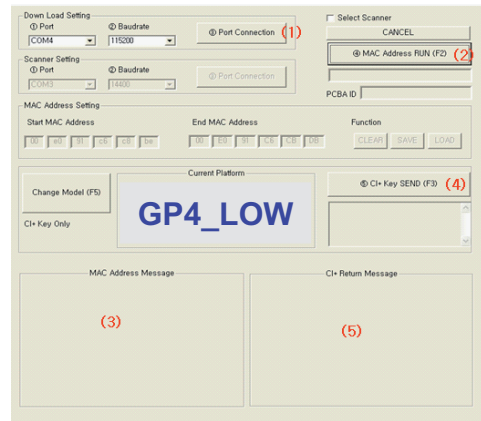 Down Load Setting
① Port
② Baudrate
COM4
115200
③ Port Connection
(1)
Select Scanner
CANCEL
④ MAC Address RUN (F2)
(2)
Scanner Setting
① Port
② Baudrate
COM3
14400
③ Port Connection
PCBA ID
MAC Address Setting
Start MAC Address
End MAC Address
Function
00 e0 91 c6 c8 be
00 E0 91 C6 CB DB
CLEAR SAVE LOAD
Change Model (F5)
CI+ Key Only
Current Platform
GP4_LOW
⑤ CI+ Key SEND (F3)
(4)
MAC Address Message
(3)
CI+ Return Message
(5)